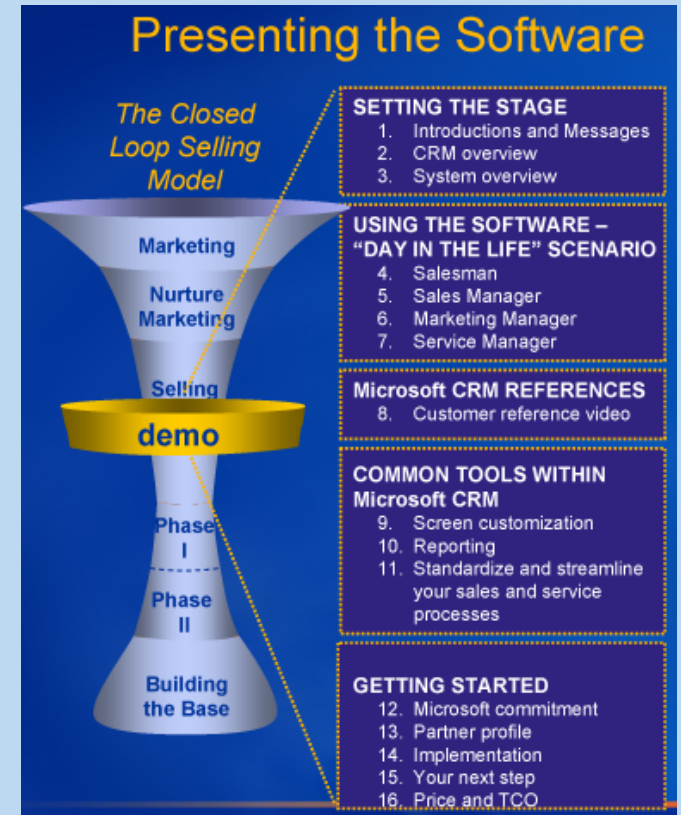 Presenting the Software
The Closed
Loop Selling
Model
Marketing
Nurture
Marketing
Selling
demo
Phase
I
Phase
II
Building
the Base
SETTING THE STAGE
1. Introductions and Messages
2. CRM overview
3. System overview
USING THE SOFTWARE –
“DAY IN THE LIFE” SCENARIO
4. Salesman
5. Sales Manager
6. Marketing Manager
7. Service Manager
Microsoft CRM REFERENCES
8. Customer reference video
COMMON TOOLS WITHIN
Microsoft CRM
9. Screen customization
10. Reporting
11. Standardize and streamline
your sales and service
processes
GETTING STARTED
12. Microsoft commitment
13. Partner profile
14. Implementation
15. Your next step
16. Price and TCO